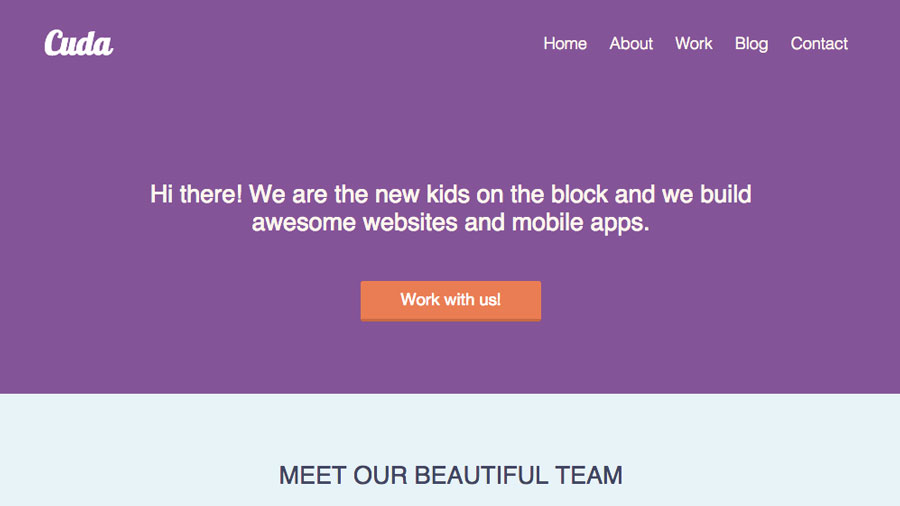 Cuda
Home About Work Blog Contact
Hi there! We are the new kids on the block and we build
awesome websites and mobile apps.
Work with us!
MEET OUR BEAUTIFUL TEAM